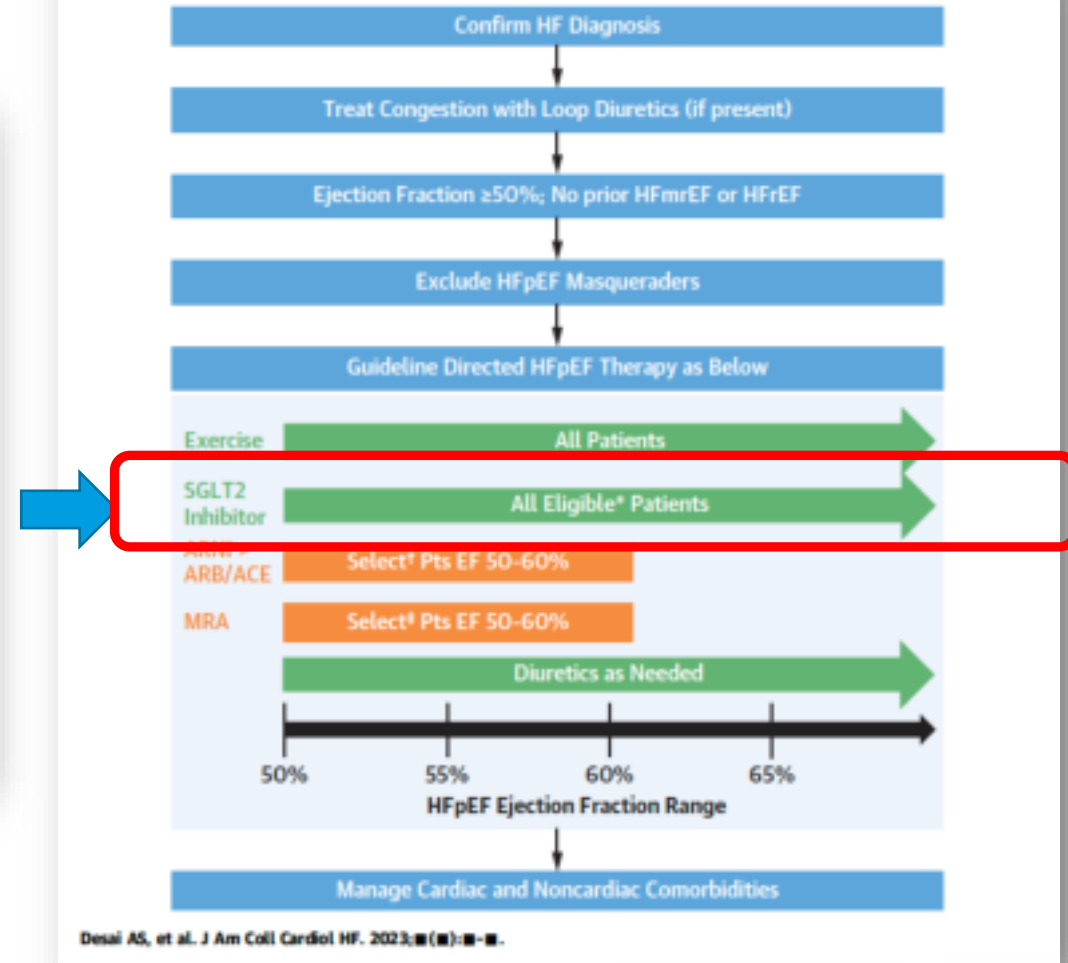 Confirm HF Diagnosis
Treat Congestion with Loop Diuretics (if present)
Ejection Fraction ≥50%; No prior HFmrEF or HFrEF
Exclude HFpEF Masqueraders
Guideline Directed HFpEF Therapy as Below
Exercise
All Patients
SGLT2
Inhibitor
All Eligible* Patients
ARB/ACE
Select† Pts EF 50-60%
MRA
Select‡ Pts EF 50-60%
Diuretics as Needed
50%
55%
60%
65%
HFpEF Ejection Fraction Range
Manage Cardiac and Noncardiac Comorbidities
Desai AS, et al. J Am Coll Cardiol HF. 2023;■(■):■-■.